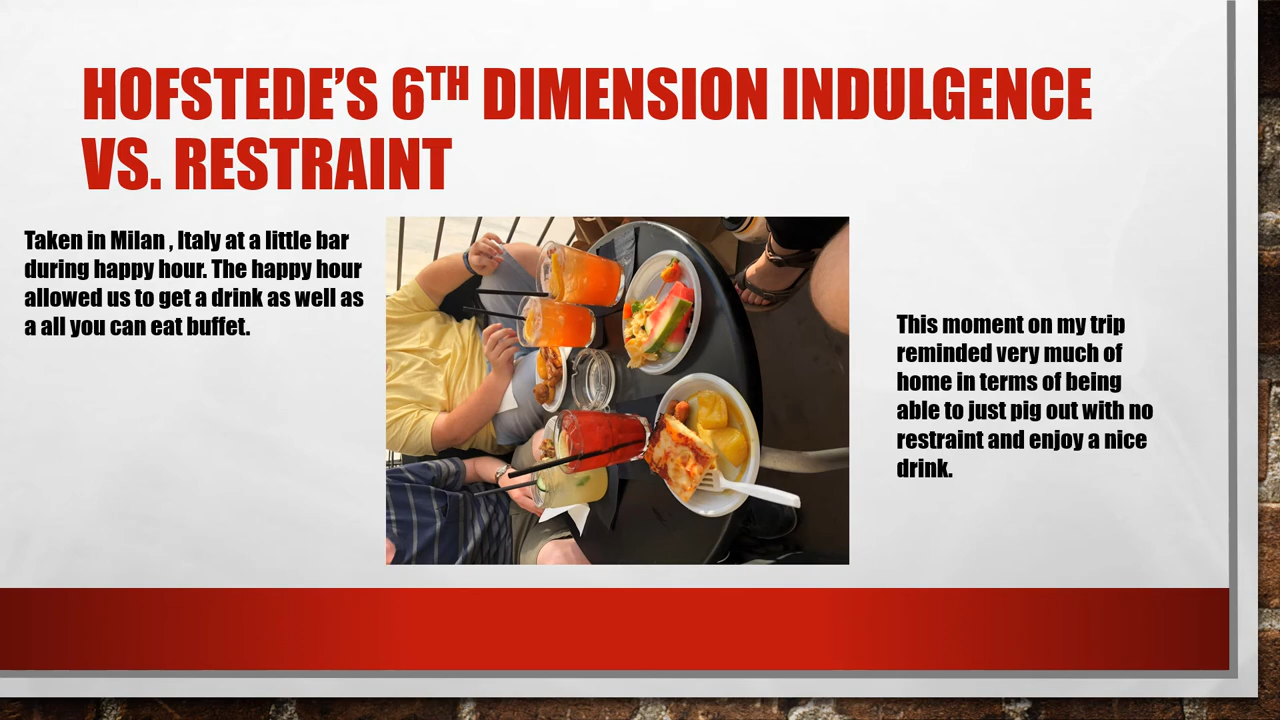 HOFSTEDE’S 6TH DIMENSION INDULGENCE
VS. RESTRAINT
Taken in Milan , Italy at a little bar
during happy hour. The happy hour
allowed us to get a drink as well as
a all you can eat buffet.
This moment on my trip
reminded very much of
home in terms of being
able to just pig out with no
restraint and enjoy a nice
drink.